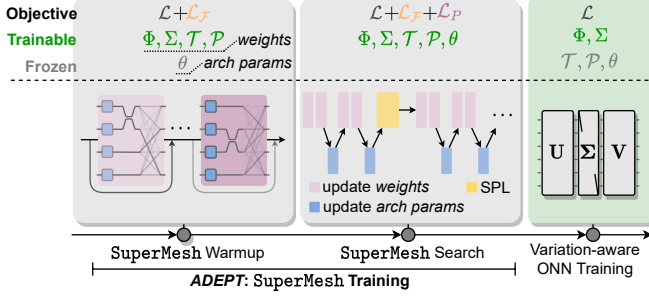 Objective ℒ+ℒ_ℱ ℒ+ℒ_ℱ+ℒ_P ℒ
Trainable Φ, Σ, 𝒯, 𝒫 weights Φ, Σ, 𝒯, 𝒫, θ Φ, Σ
Frozen θ arch params 𝒯, 𝒫, θ
... ...
U Σ V
update weights SPL
update arch params
SuperMesh Warmup SuperMesh Search Variation-aware
ONN Training
ADEPT: SuperMesh Training